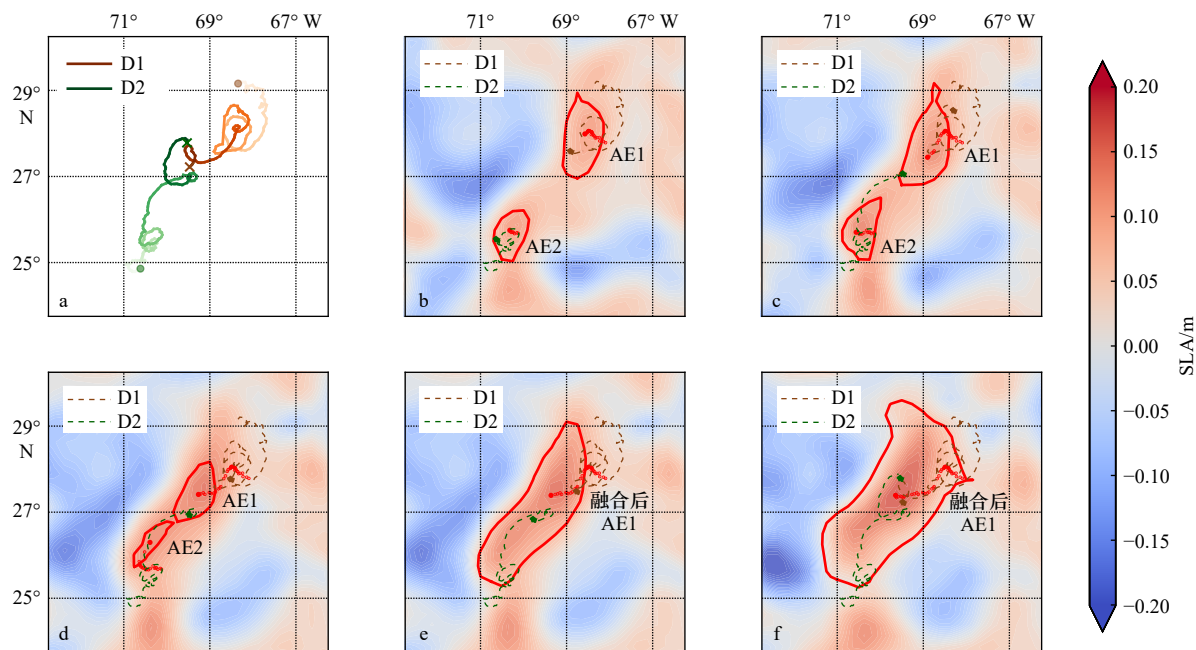 71° 69° 67° W
71° 69° 67° W
71° 69° 67° W
29°
N
27°
25°
D1
D2
a
D1
D2
AE1
AE2
b
D1
D2
AE1
AE2
c
0.20
0.15
0.10
0.05
0.00
−0.05
−0.10
−0.15
−0.20
SLA/m
29°
N
27°
25°
D1
D2
AE1
AE2
d
D1
D2
融合后
AE1
e
D1
D2
融合后
AE1
f